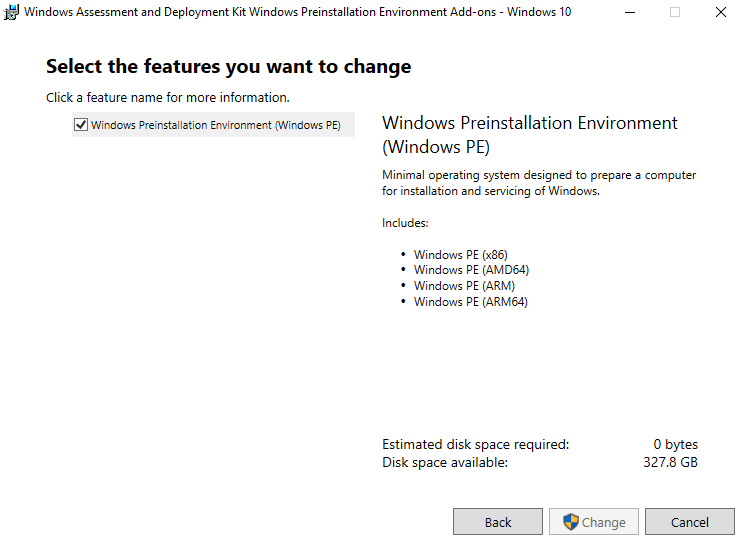 Windows Assessment and Deployment Kit Windows Preinstallation Environment Add-ons - Windows 10
Select the features you want to change
Click a feature name for more information.
Windows Preinstallation Environment (Windows PE)
Windows Preinstallation Environment
(Windows PE)
Minimal operating system designed to prepare a computer
for installation and servicing of Windows.
Includes:
• Windows PE (x86)
• Windows PE (AMD64)
• Windows PE (ARM)
• Windows PE (ARM64)
Estimated disk space required: 0 bytes
Disk space available: 327.8 GB
Back Change Cancel